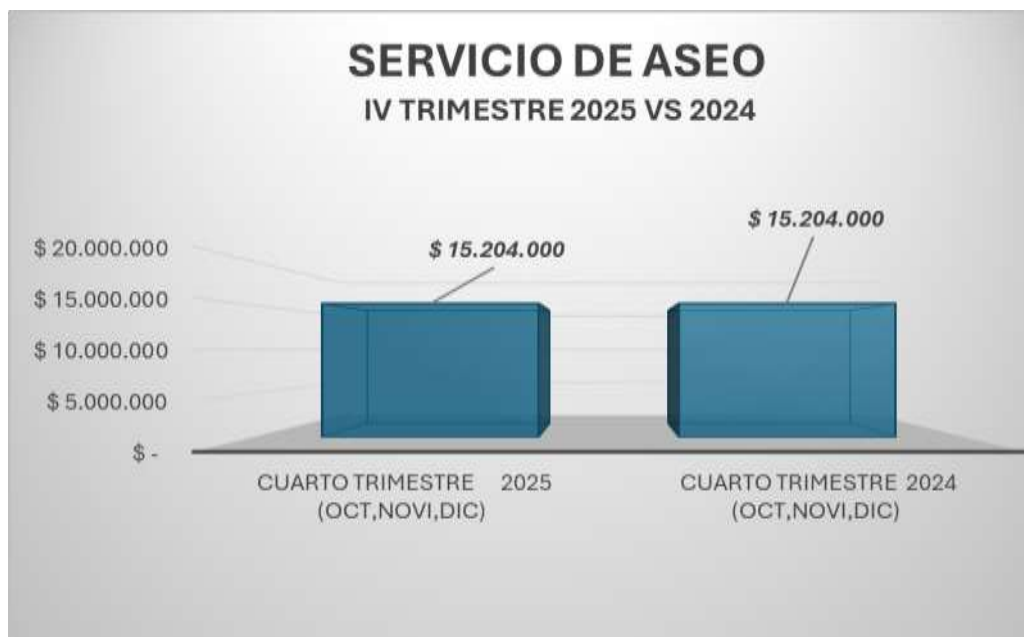 SERVICIO DE ASEO
IV TRIMESTRE 2025 VS 2024
$ 15.204.000
$ 15.204.000
$ 20.000.000
$ 15.000.000
$ 10.000.000
$ 5.000.000
$ -
CUARTO TRIMESTRE 2025
(OCT,NOVI,DIC)
CUARTO TRIMESTRE 2024
(OCT,NOVI,DIC)